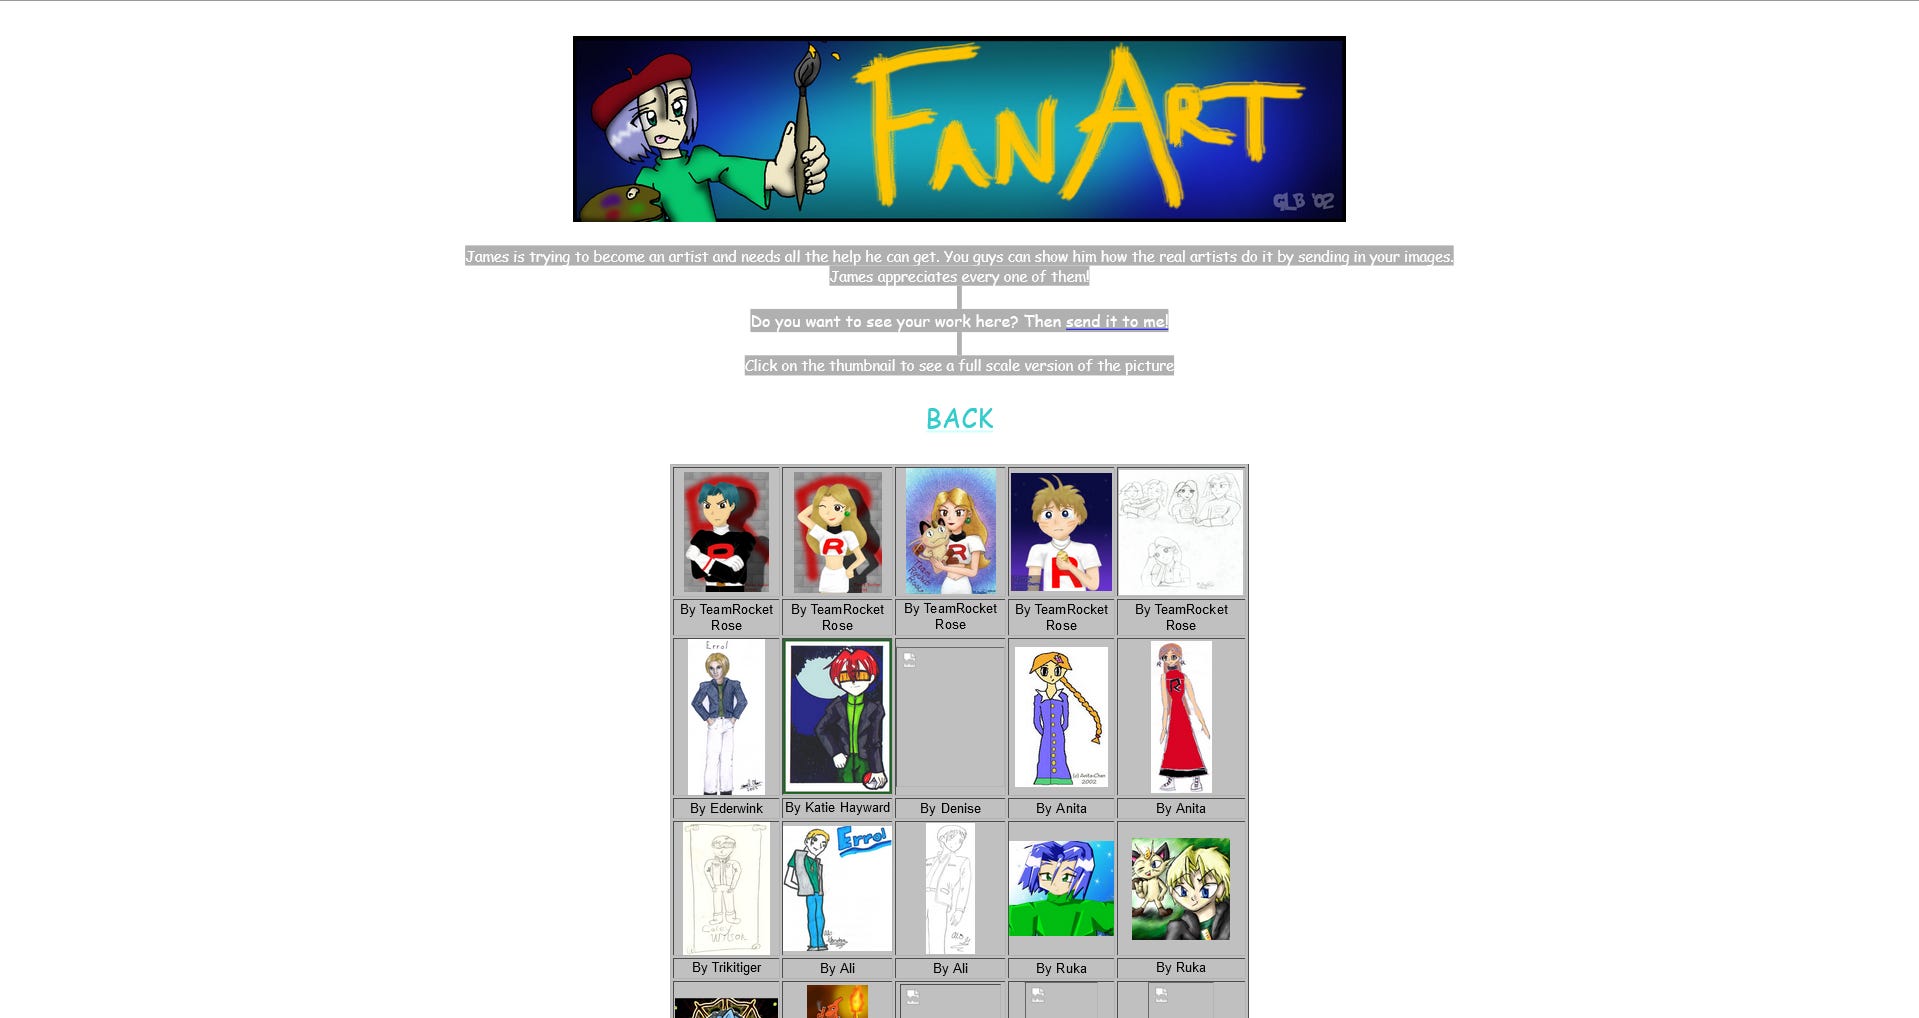 FanArt
GLB '02
James is trying to become an artist and needs all the help he can get. You guys can show him how the real artists do it by sending in your images.
James appreciates every one of them!
Do you want to see your work here? Then send it to me!
Click on the thumbnail to see a full scale version of the picture
BACK
R
R
Team
Rocket
Rose
R
R
By TeamRocket
Rose
By TeamRocket
Rose
By TeamRocket
Rose
By TeamRocket
Rose
By TeamRocket
Rose
Errol
(c) Anita-Chan
2002
R
By Ederwink
By Katie Hayward
By Denise
By Anita
By Anita
Errol
Wilson
By Trikitiger
By Ali
By Ali
By Ruka
By Ruka